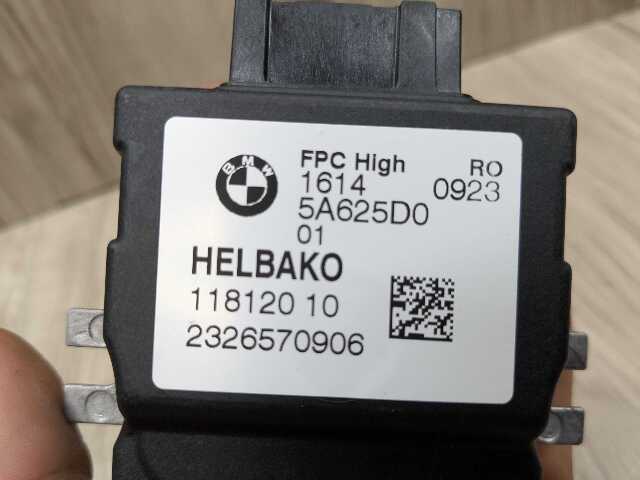 BMW
FPC High RO
1614 0923
5A625D0
01
HELBAKO
118120 10
2326570906